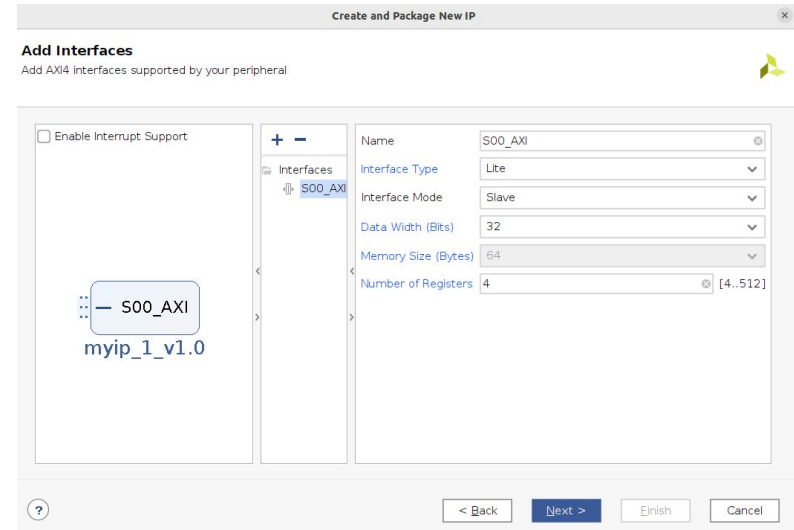 Create and Package New IP
Add Interfaces
Add AXI4 interfaces supported by your peripheral
Enable Interrupt Support
S00_AXI
myip_1_v1.0
+ −
Interfaces
S00_AXI
Name S00_AXI
Interface Type Lite
Interface Mode Slave
Data Width (Bits) 32
Memory Size (Bytes) 64
Number of Registers 4 [4..512]
? < Back Next > Finish Cancel